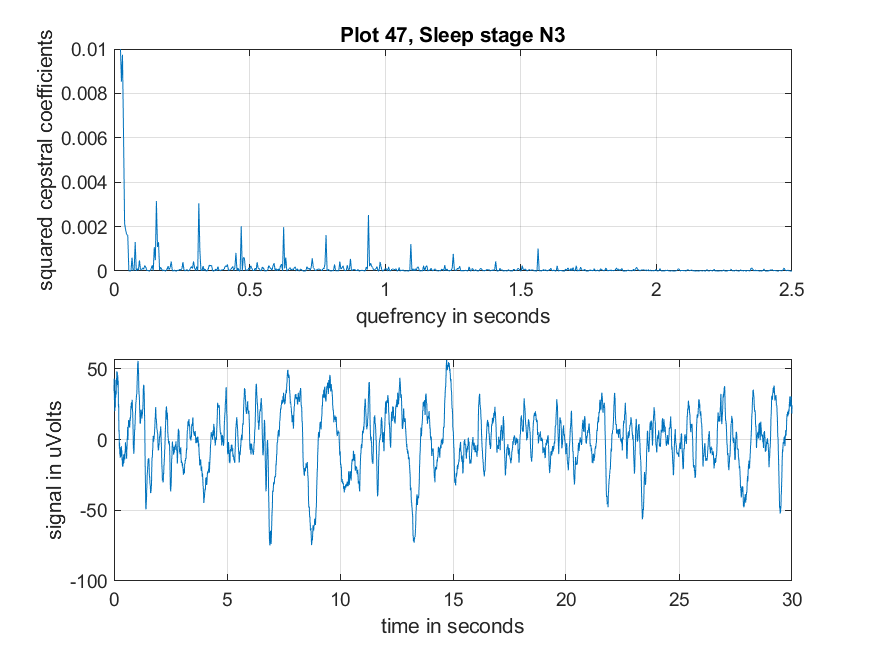 Plot 47, Sleep stage N3
squared cepstral coefficients
0.01
0.008
0.006
0.004
0.002
0
0 0.5 1 1.5 2 2.5
quefrency in seconds
signal in uVolts
50
0
-50
-100
0 5 10 15 20 25 30
time in seconds